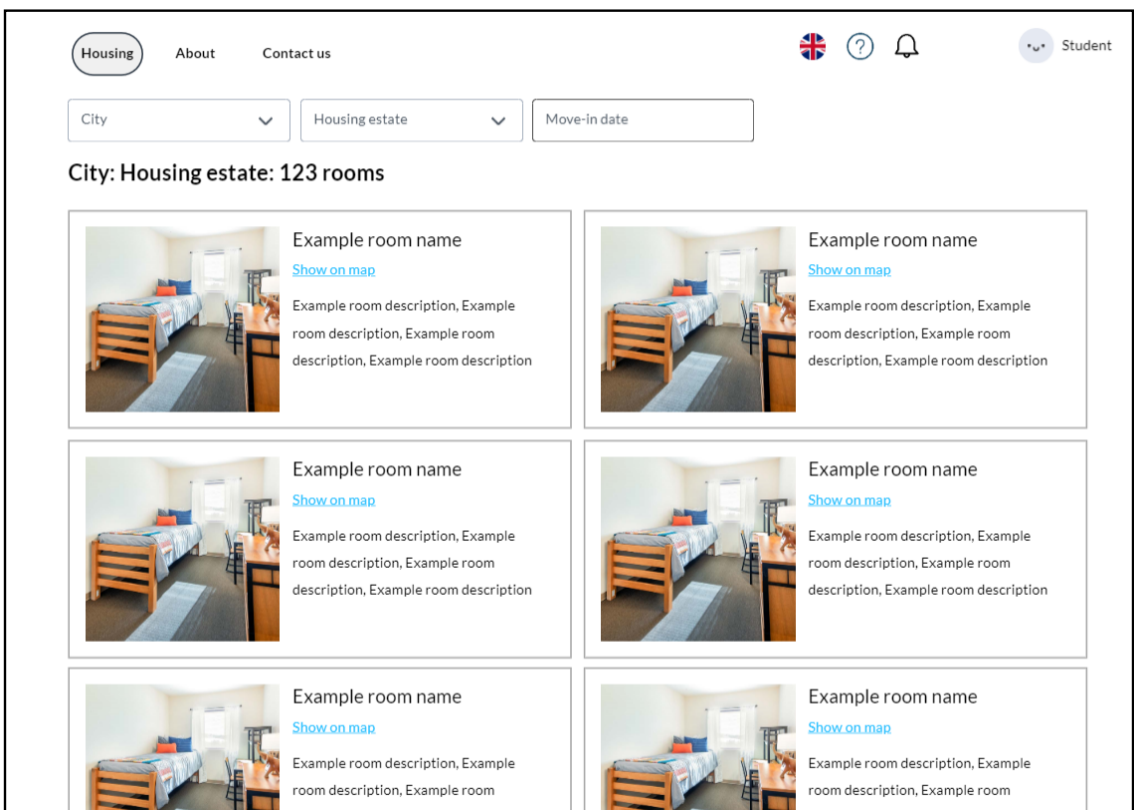 Housing About Contact us Student
City Housing estate Move-in date
City: Housing estate: 123 rooms
Example room name
Show on map
Example room description, Example
room description, Example room
description, Example room description
Example room name
Show on map
Example room description, Example
room description, Example room
description, Example room description
Example room name
Show on map
Example room description, Example
room description, Example room
description, Example room description
Example room name
Show on map
Example room description, Example
room description, Example room
description, Example room description
Example room name
Show on map
Example room description, Example
room description, Example room
Example room name
Show on map
Example room description, Example
room description, Example room